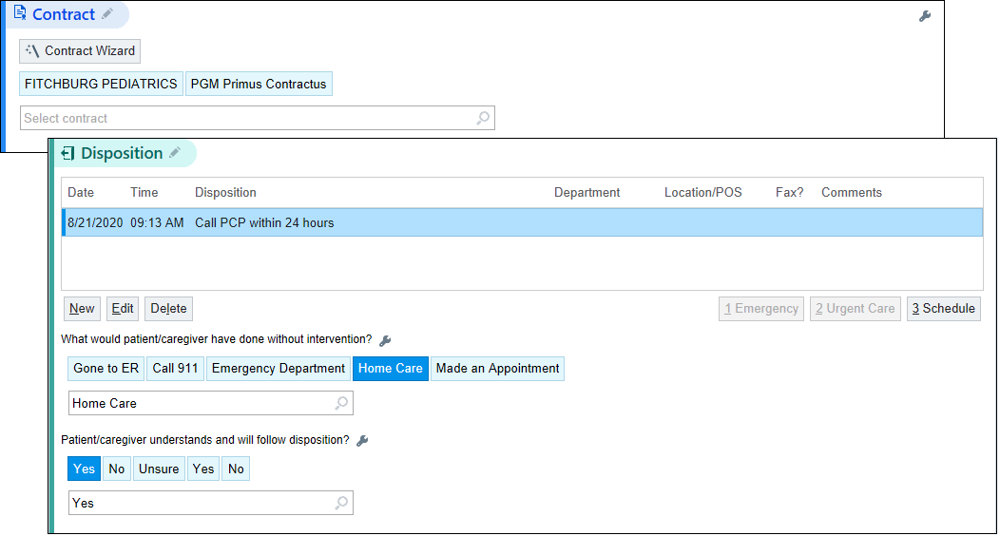 Contract
Contract Wizard
FITCHBURG PEDIATRICS PGM Primus Contractus
Select contract
Disposition
Date Time Disposition Department Location/POS Fax? Comments
8/21/2020 09:13 AM Call PCP within 24 hours
New Edit Delete 1 Emergency 2 Urgent Care 3 Schedule
What would patient/caregiver have done without intervention?
Gone to ER Call 911 Emergency Department Home Care Made an Appointment
Home Care
Patient/caregiver understands and will follow disposition?
Yes No Unsure Yes No
Yes